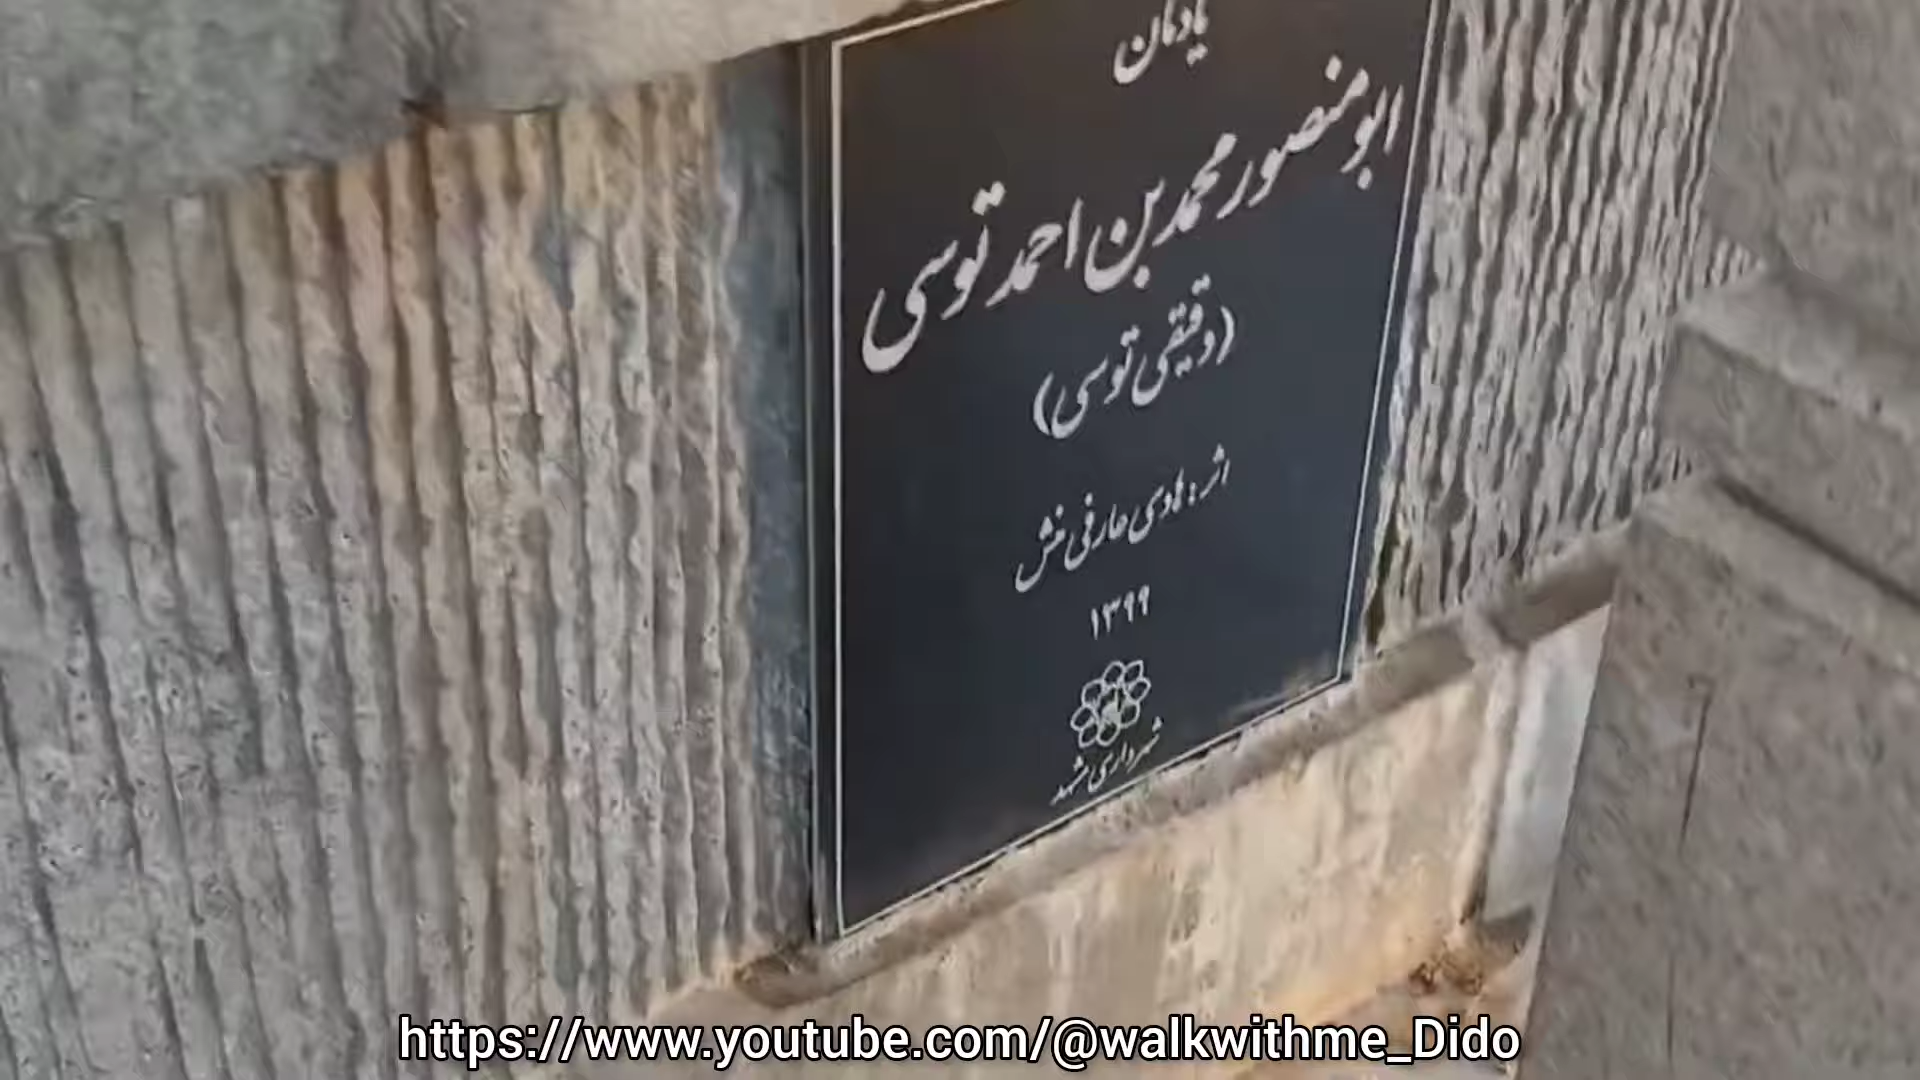 یادمان
ابومنصور محمد بن احمد توسی
(دقیقی توسی)
اثر: هادی عارفی منش
۱۳۹۹
شهرداری مشهد
https://www.youtube.com/@walkwithme_Dido